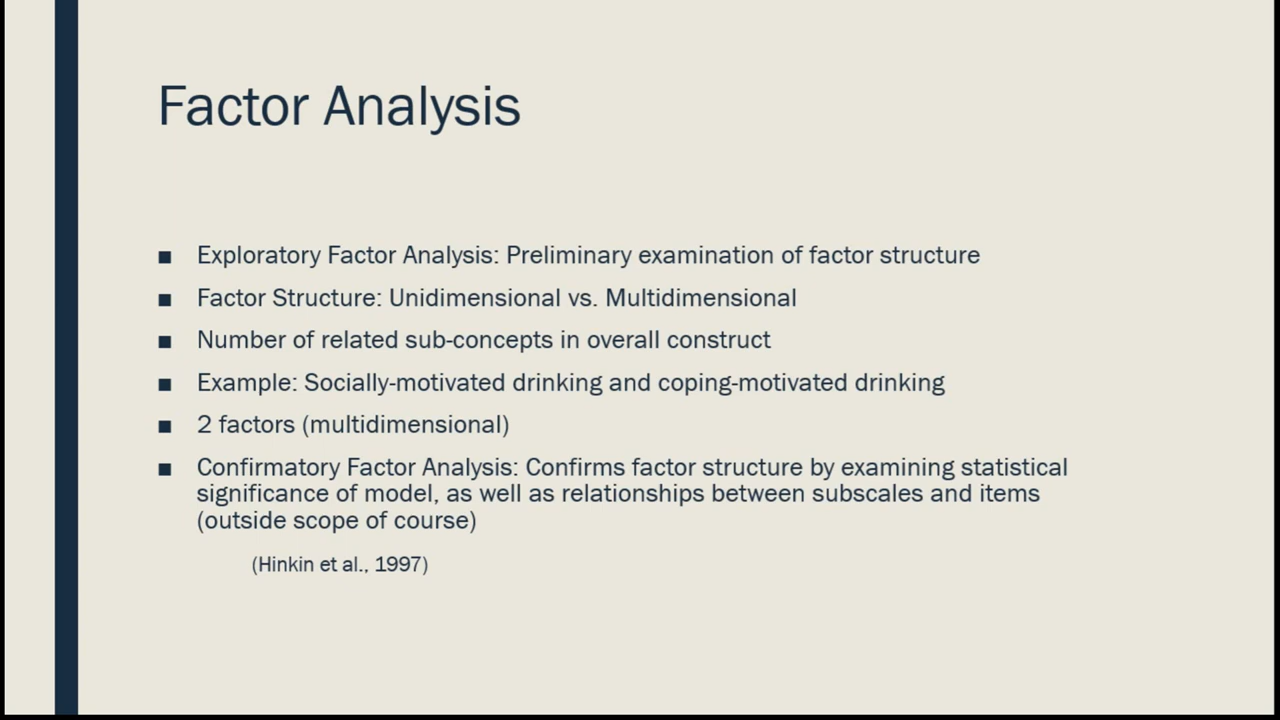 Factor Analysis
■ Exploratory Factor Analysis: Preliminary examination of factor structure
■ Factor Structure: Unidimensional vs. Multidimensional
■ Number of related sub-concepts in overall construct
■ Example: Socially-motivated drinking and coping-motivated drinking
■ 2 factors (multidimensional)
■ Confirmatory Factor Analysis: Confirms factor structure by examining statistical
significance of model, as well as relationships between subscales and items
(outside scope of course)
(Hinkin et al., 1997)